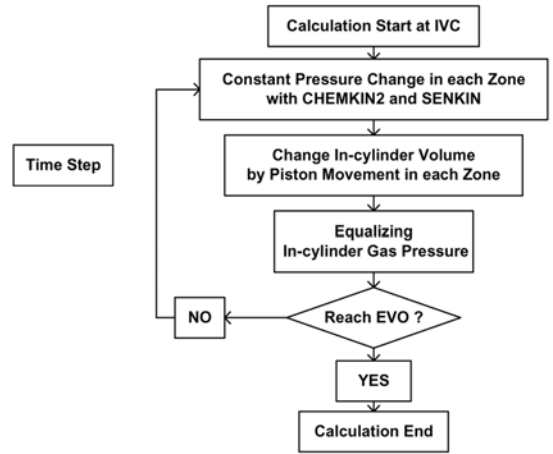 Calculation Start at IVC
Constant Pressure Change in each Zone
with CHEMKIN2 and SENKIN
Time Step
Change In-cylinder Volume
by Piston Movement in each Zone
Equalizing
In-cylinder Gas Pressure
NO
Reach EVO ?
YES
Calculation End